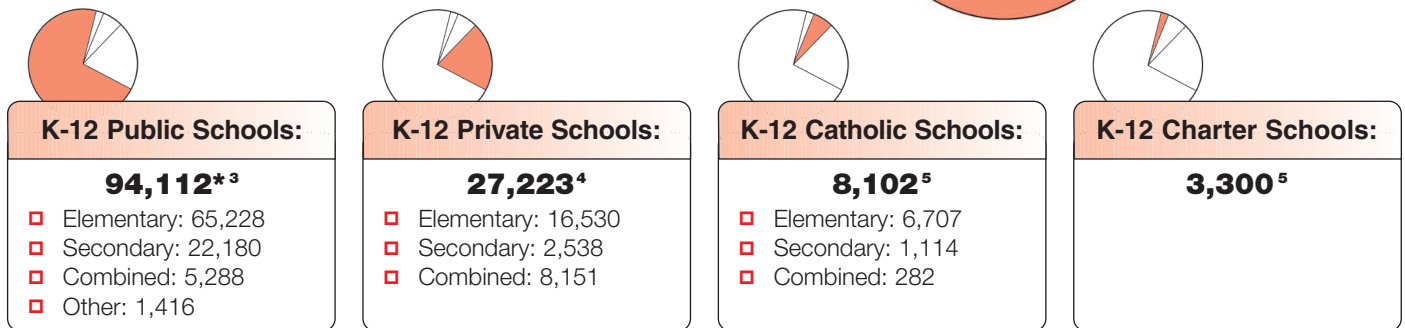 K-12 Public Schools:
94,112*³
Elementary: 65,228
Secondary: 22,180
Combined: 5,288
Other: 1,416
K-12 Private Schools:
27,223⁴
Elementary: 16,530
Secondary: 2,538
Combined: 8,151
K-12 Catholic Schools:
8,102⁵
Elementary: 6,707
Secondary: 1,114
Combined: 282
K-12 Charter Schools:
3,300⁵